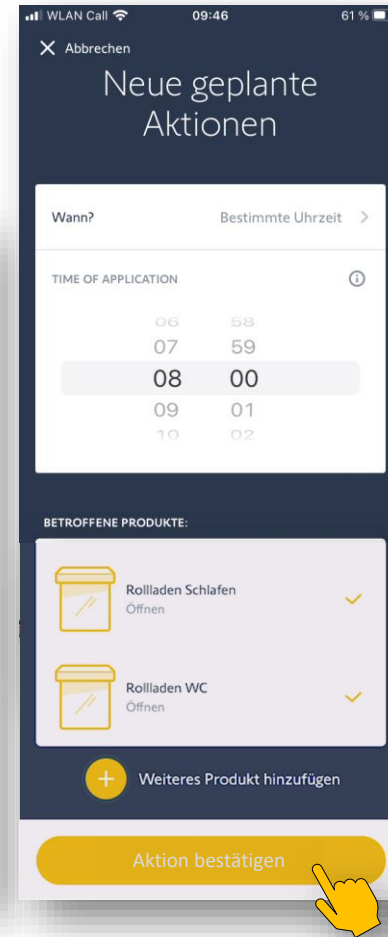 WLAN Call 09:46 61 %
Abbrechen
Neue geplante
Aktionen
Wann? Bestimmte Uhrzeit
TIME OF APPLICATION
06 58
07 59
08 00
09 01
10 02
BETROFFENE PRODUKTE:
Rollladen Schlafen
Öffnen
Rollladen WC
Öffnen
Weiteres Produkt hinzufügen
Aktion bestätigen